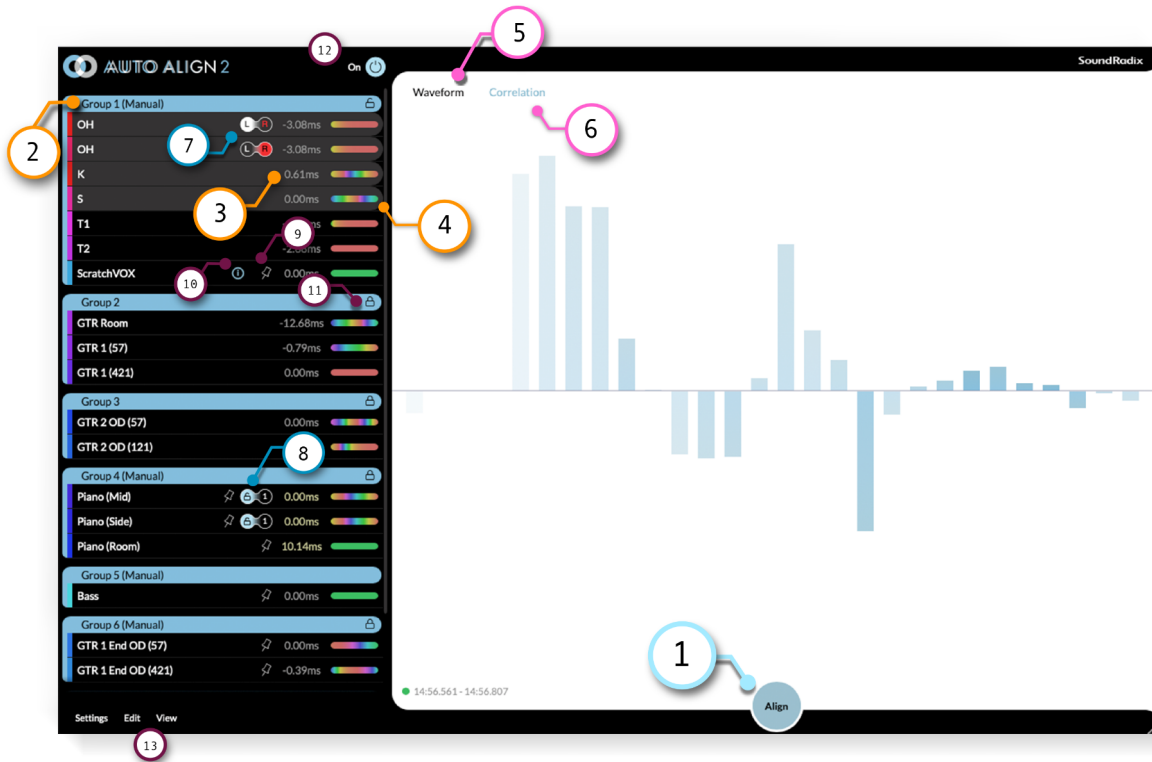 5
12
AUTO ALIGN 2
On
SoundRadix
Waveform
Correlation
Group 1 (Manual)
2
6
OH
L R
-3.08ms
7
OH
L R
-3.08ms
K
0.61ms
3
S
0.00ms
4
T1
9
T2
ScratchVOX
0.00ms
10
11
Group 2
GTR Room
-12.68ms
GTR 1 (57)
-0.79ms
GTR 1 (421)
0.00ms
Group 3
GTR 2 OD (57)
0.00ms
GTR 2 OD (121)
8
Group 4 (Manual)
Piano (Mid)
1
0.00ms
Piano (Side)
1
0.00ms
Piano (Room)
10.14ms
Group 5 (Manual)
Bass
0.00ms
Group 6 (Manual)
GTR 1 End OD (57)
0.00ms
GTR 1 End OD (421)
-0.39ms
1
14:56.561 - 14:56.807
Align
Settings Edit View
13